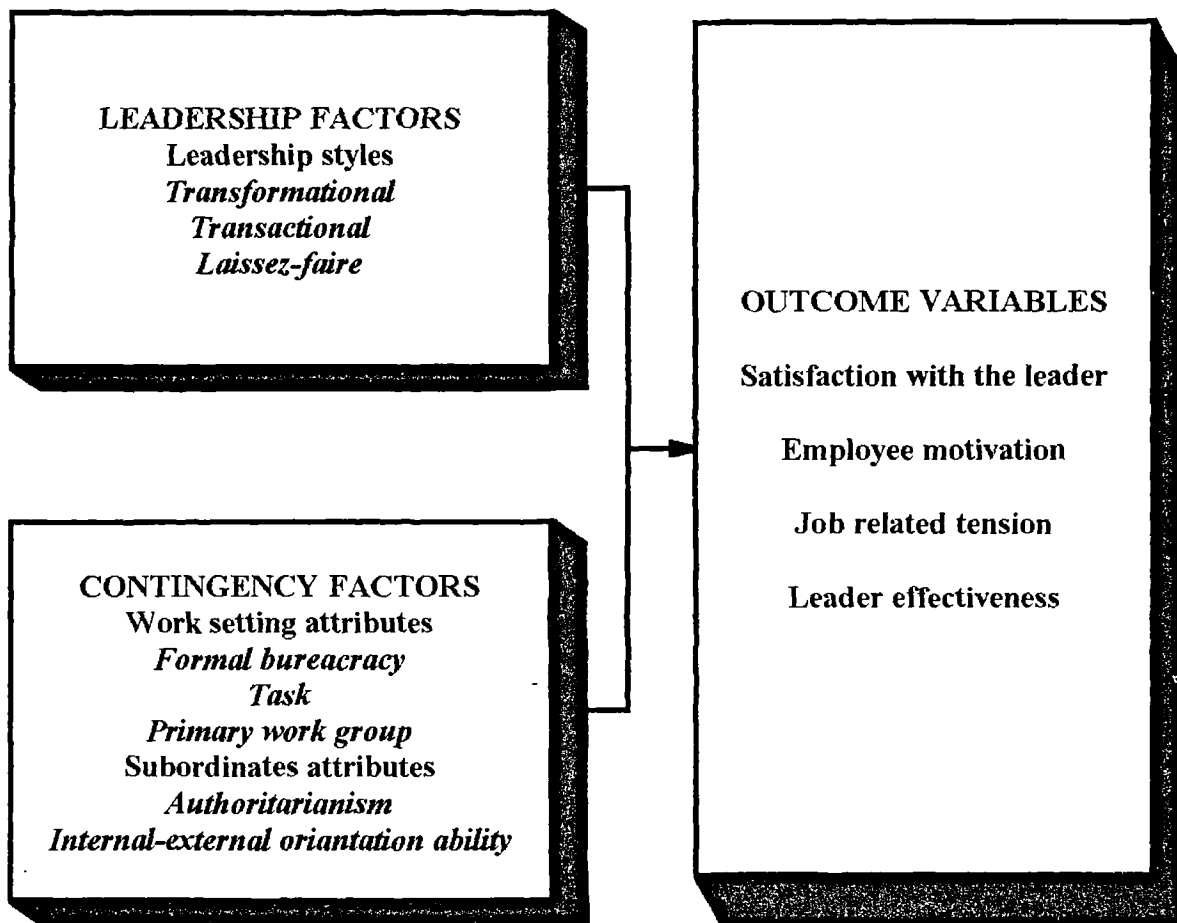 LEADERSHIP FACTORS
Leadership styles
Transformational
Transactional
Laissez-faire
CONTINGENCY FACTORS
Work setting attributes
Formal bureacracy
Task
Primary work group
Subordinates attributes
Authoritarianism
Internal-external oriantation ability
OUTCOME VARIABLES
Satisfaction with the leader
Employee motivation
Job related tension
Leader effectiveness